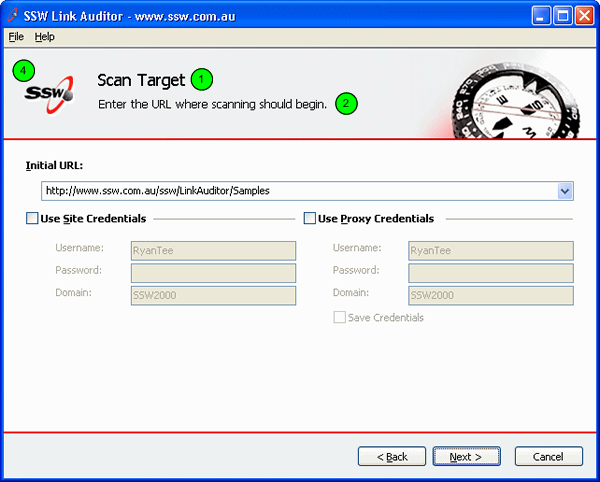 SSW Link Auditor - www.ssw.com.au
File Help
4
SSW
Scan Target 1
Enter the URL where scanning should begin. 2
Initial URL:
http://www.ssw.com.au/ssw/LinkAuditor/Samples
Use Site Credentials
Username: RyanTee
Password:
Domain: SSW2000
Use Proxy Credentials
Username: RyanTee
Password:
Domain: SSW2000
Save Credentials
< Back Next > Cancel